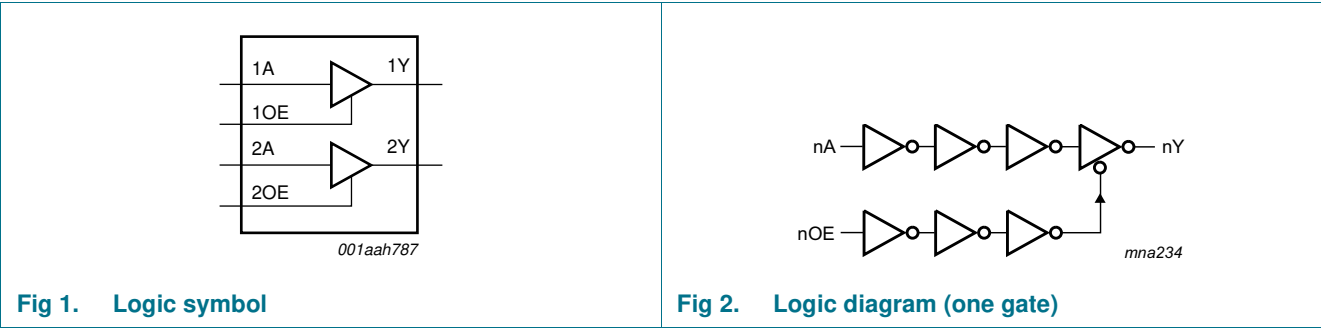 1A 1Y
1OE
2A 2Y
2OE
001aah787
Fig 1. Logic symbol
nA nY
nOE
mna234
Fig 2. Logic diagram (one gate)